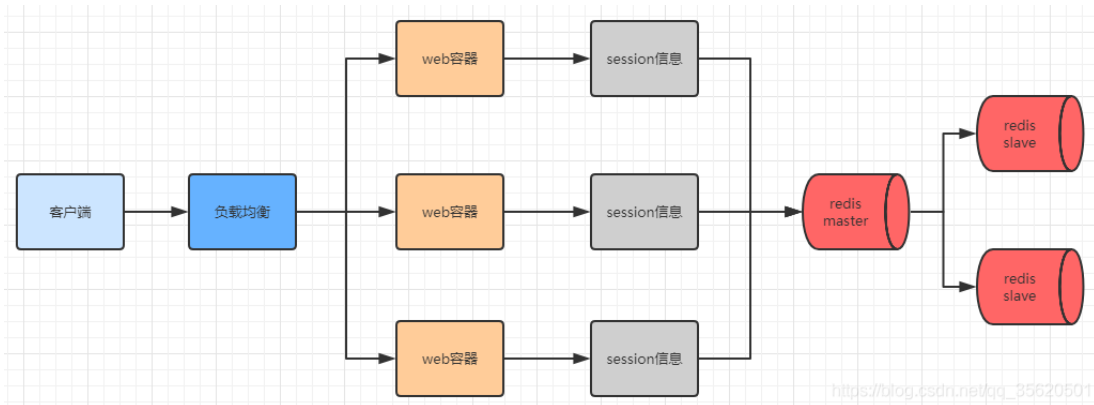 客户端
负载均衡
web容器
session信息
web容器
session信息
web容器
session信息
redis
master
redis
slave
redis
slave
https://blog.csdn.net/qq_35620501